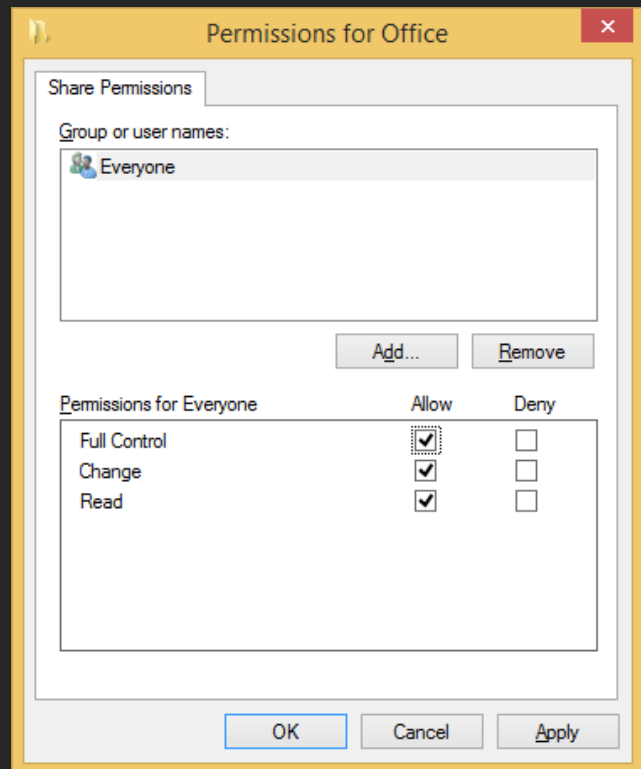 Permissions for Office
Share Permissions
Group or user names:
Everyone
Add... Remove
Permissions for Everyone Allow Deny
Full Control
Change
Read
OK Cancel Apply